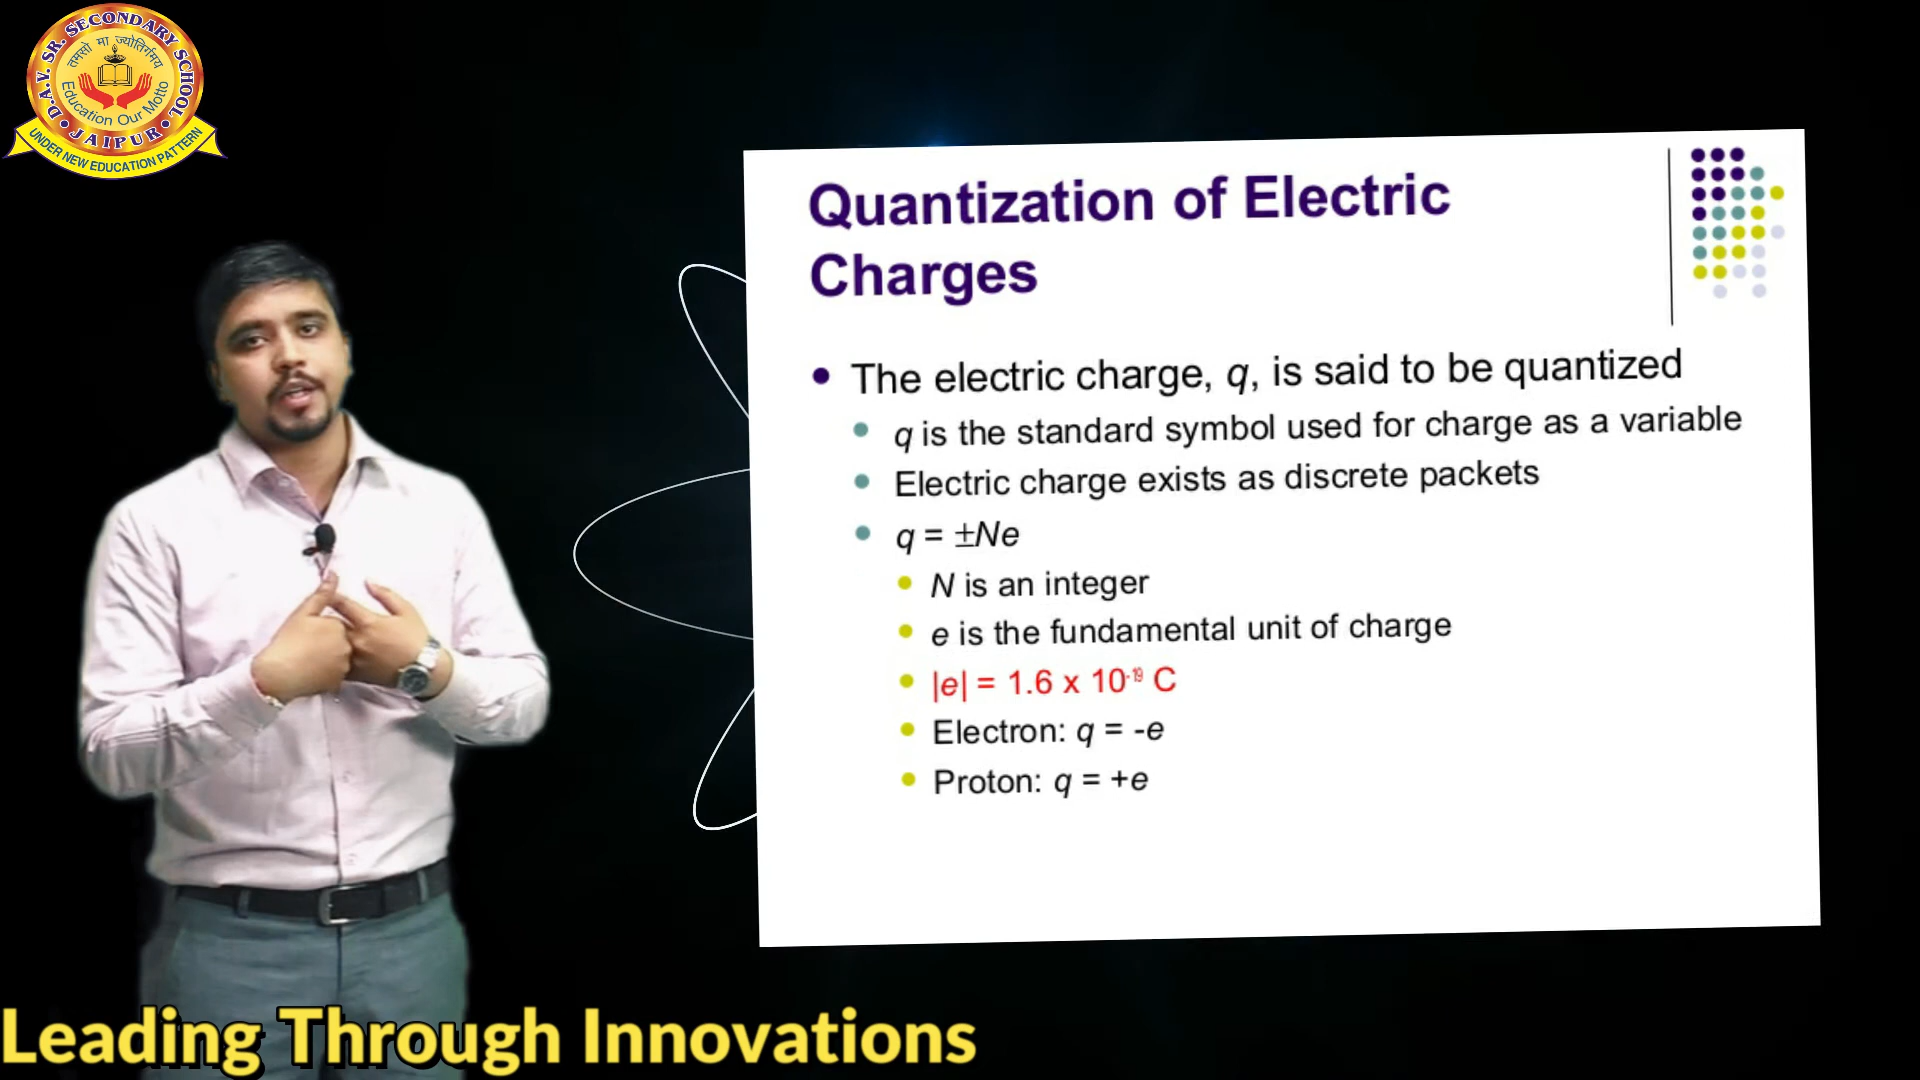 D.A.V. SR. SECONDARY SCHOOL
तमसो मा ज्योतिर्गमय
Education Our Motto
• JAIPUR •
UNDER NEW EDUCATION PATTERN
Quantization of Electric
Charges
• The electric charge, q, is said to be quantized
• q is the standard symbol used for charge as a variable
• Electric charge exists as discrete packets
• q = ±Ne
• N is an integer
• e is the fundamental unit of charge
• |e| = 1.6 x 10⁻¹⁹ C
• Electron: q = -e
• Proton: q = +e
Leading Through Innovations